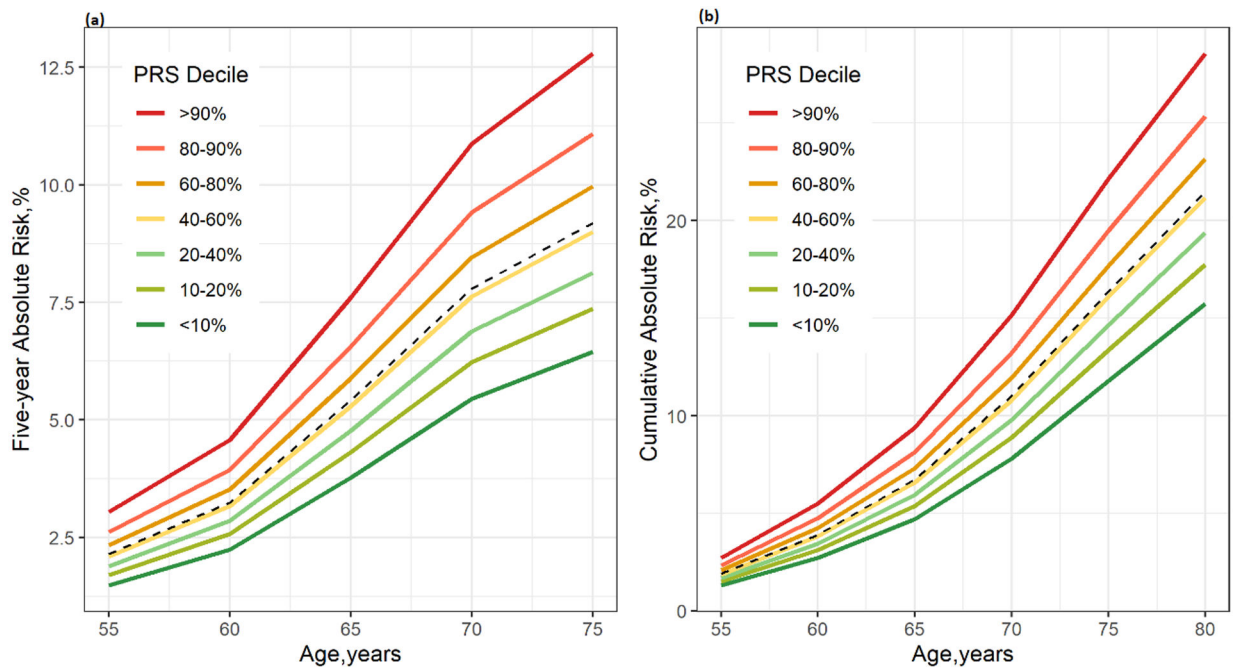 (a)
Five-year Absolute Risk,%
12.5
10.0
7.5
5.0
2.5
PRS Decile
>90%
80-90%
60-80%
40-60%
20-40%
10-20%
<10%
55 60 65 70 75
Age,years
(b)
Cumulative Absolute Risk,%
20
10
0
PRS Decile
>90%
80-90%
60-80%
40-60%
20-40%
10-20%
<10%
55 60 65 70 75 80
Age,years